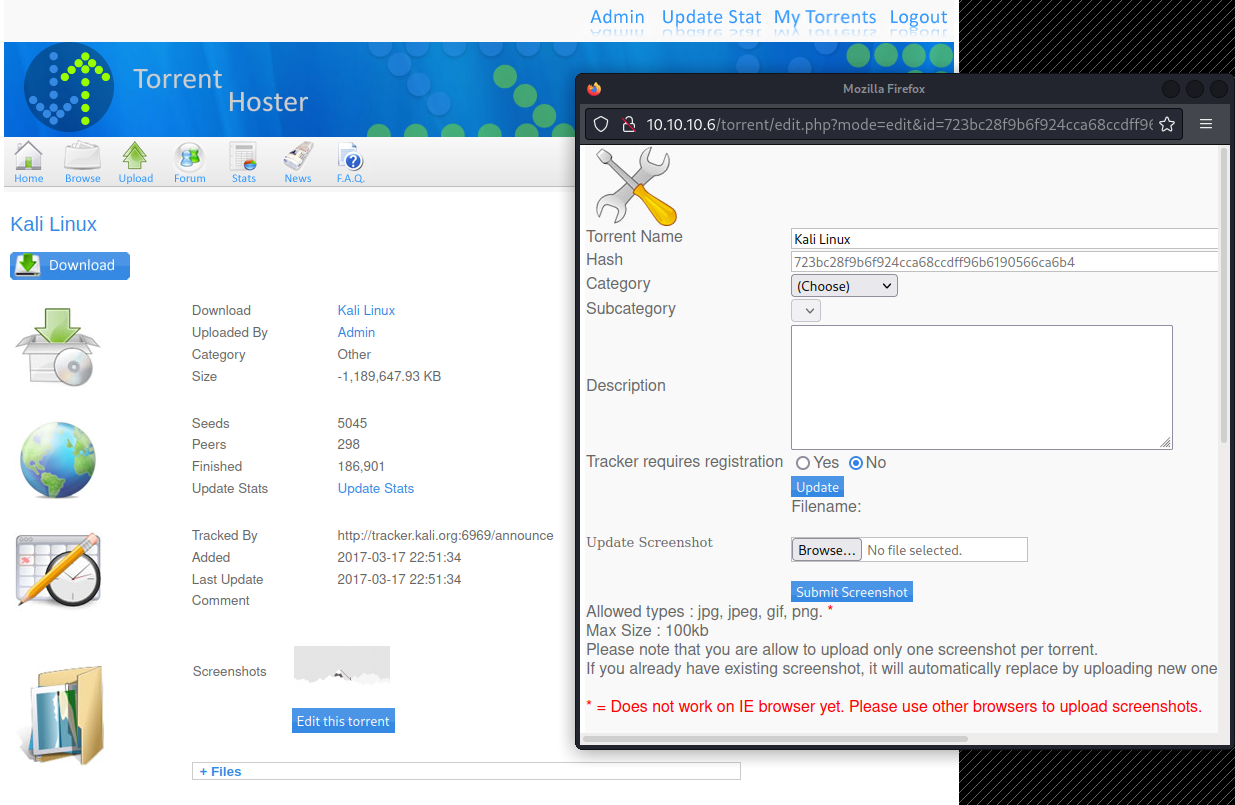 Admin Update Stat My Torrents Logout
Torrent
Hoster
Home Browse Upload Forum Stats News F.A.Q.
Kali Linux
Download
Download Kali Linux
Uploaded By Admin
Category Other
Size -1,189,647.93 KB
Seeds 5045
Peers 298
Finished 186,901
Update Stats Update Stats
Tracked By http://tracker.kali.org:6969/announce
Added 2017-03-17 22:51:34
Last Update 2017-03-17 22:51:34
Comment
Screenshots
Edit this torrent
+ Files
Mozilla Firefox
10.10.10.6/torrent/edit.php?mode=edit&id=723bc28f9b6f924cca68ccdff96
Torrent Name Kali Linux
Hash 723bc28f9b6f924cca68ccdff96b6190566ca6b4
Category (Choose)
Subcategory
Description
Tracker requires registration Yes No
Update
Filename:
Update Screenshot Browse... No file selected.
Submit Screenshot
Allowed types : jpg, jpeg, gif, png. *
Max Size : 100kb
Please note that you are allow to upload only one screenshot per torrent.
If you already have existing screenshot, it will automatically replace by uploading new one
* = Does not work on IE browser yet. Please use other browsers to upload screenshots.